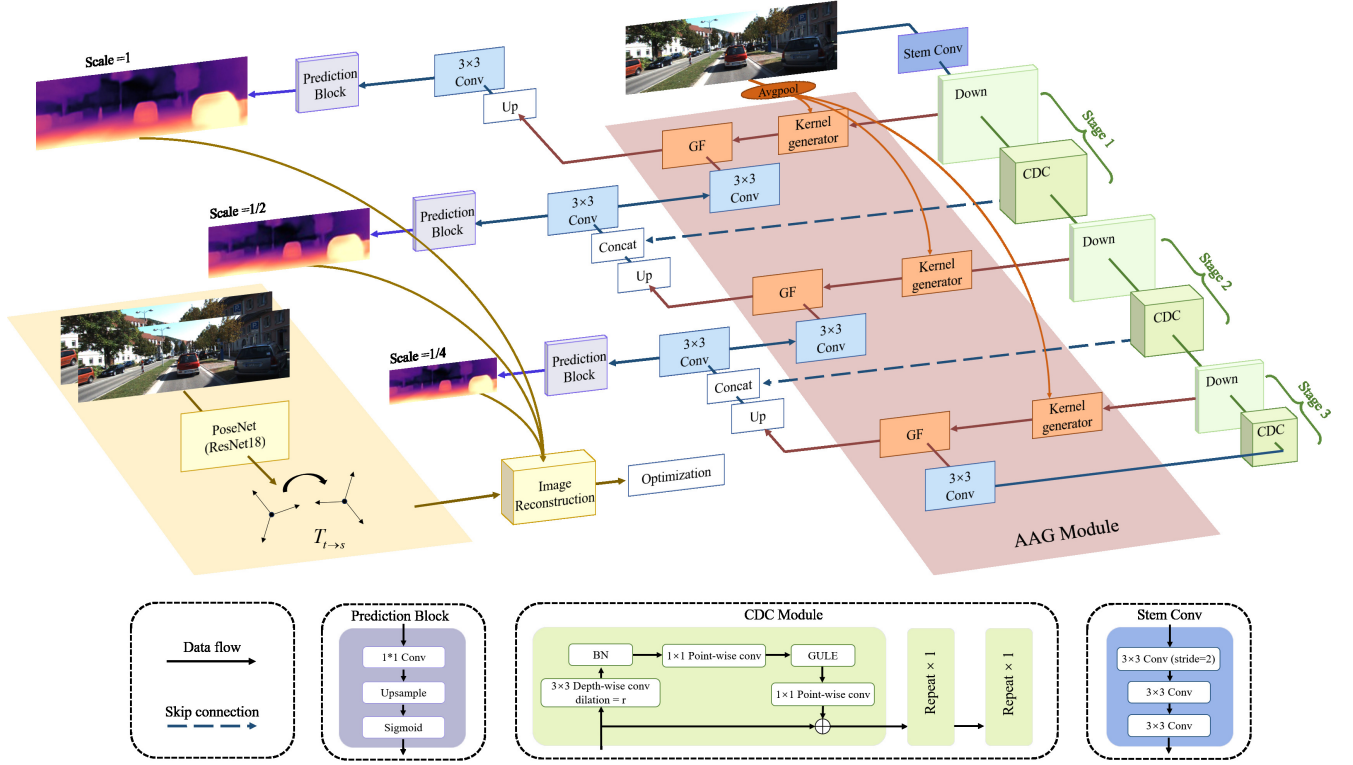 Scale =1
Prediction
Block
3×3
Conv
Up
Stem Conv
Avgpool
Down
Stage 1
Kernel
generator
GF
3×3
Conv
CDC
Scale =1/2
Prediction
Block
3×3
Conv
Concat
Up
Kernel
generator
GF
3×3
Conv
Down
Stage 2
CDC
Scale =1/4
Prediction
Block
3×3
Conv
Concat
Up
Kernel
generator
GF
3×3
Conv
Down
Stage 3
CDC
PoseNet
(ResNet18)
T t→s
Image
Reconstruction
Optimization
AAG Module
Data flow
Skip connection
Prediction Block
1*1 Conv
Upsample
Sigmoid
CDC Module
BN
1×1 Point-wise conv
GULE
3×3 Depth-wise conv
dilation = r
1×1 Point-wise conv
Repeat × 1
Repeat × 1
Stem Conv
3×3 Conv (stride=2)
3×3 Conv
3×3 Conv